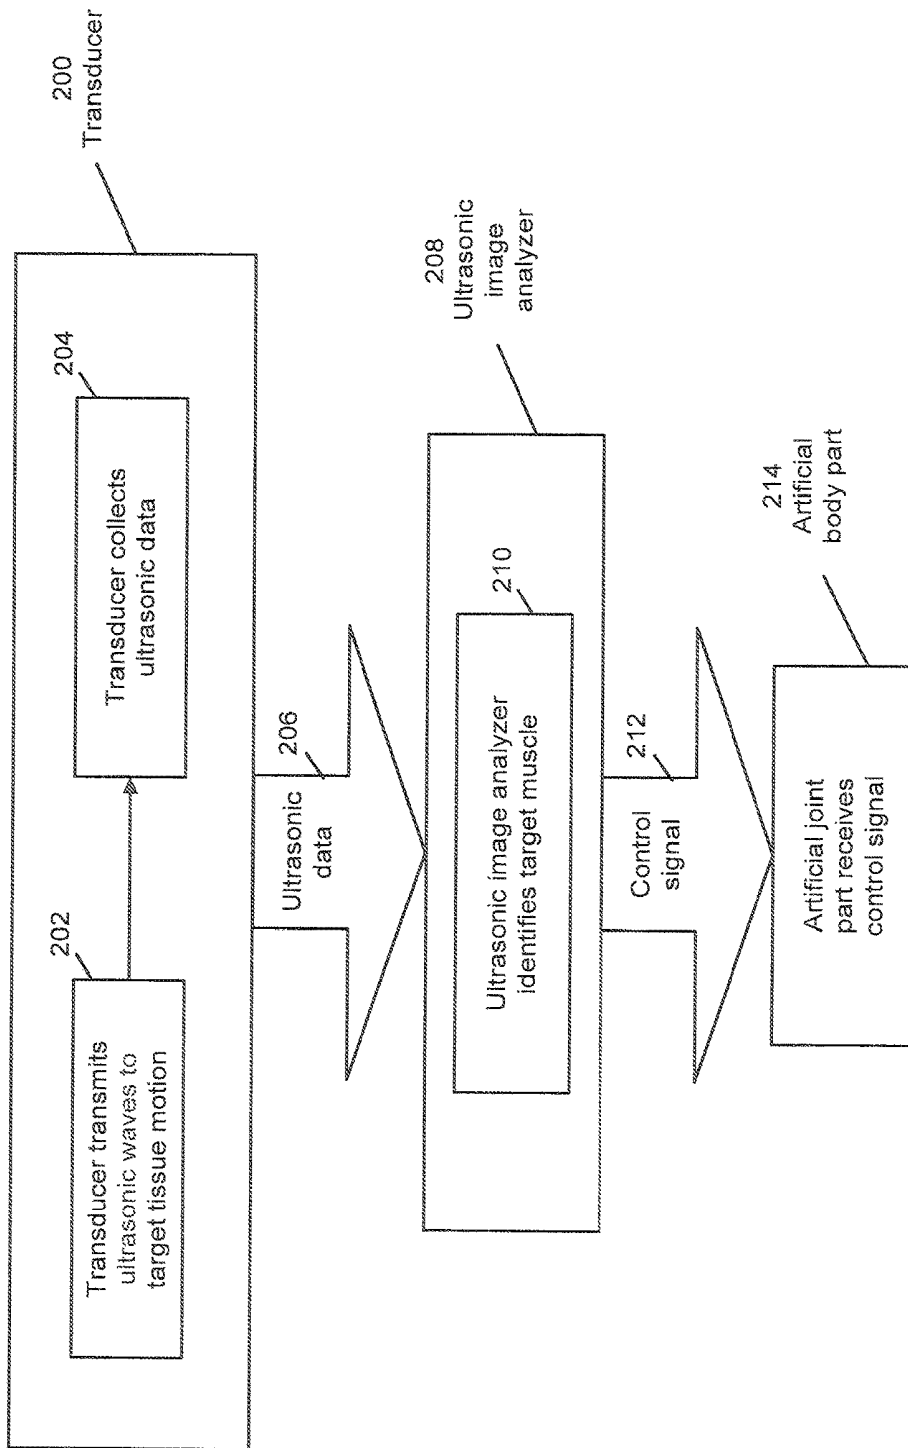 200
Transducer
202
Transducer transmits
ultrasonic waves to
target tissue motion
204
Transducer collects
ultrasonic data
206
Ultrasonic
data
208
Ultrasonic
image
analyzer
210
Ultrasonic image analyzer
identifies target muscle
212
Control
signal
214
Artificial
body part
Artificial joint
part receives
control signal